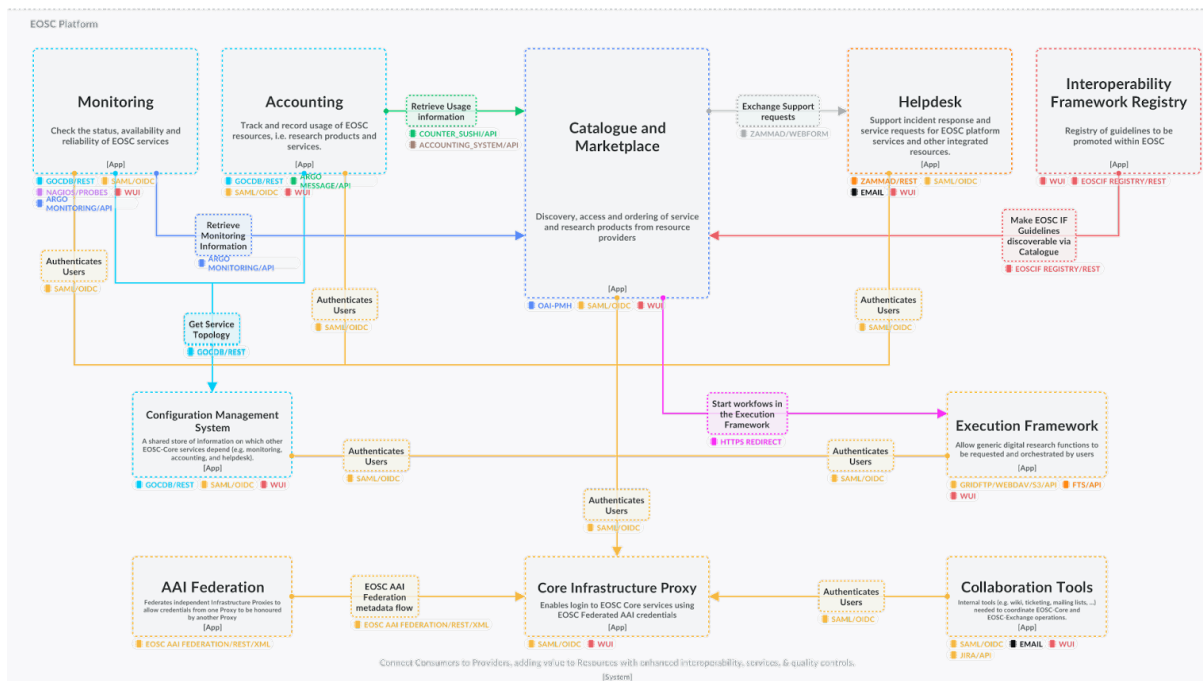 EOSC Platform
Monitoring
Check the status, availability and
reliability of EOSC services
[App]
GOCDB/REST
SAML/OIDC
NAGIOS/PROBES
WUI
ARGO
MONITORING/API
Accounting
Track and record usage of EOSC
resources, i.e. research products and
services.
[App]
GOCDB/REST
ARGO
MESSAGE/API
SAML/OIDC
WUI
Retrieve Usage
information
COUNTER_SUSHI/API
ACCOUNTING_SYSTEM/API
Catalogue and
Marketplace
Discovery, access and ordering of service
and research products from resource
providers
[App]
OAI-PMH
SAML/OIDC
WUI
Exchange Support
requests
ZAMMAD/WEBFORM
Helpdesk
Support incident response and
service requests for EOSC platform
services and other integrated
resources.
[App]
ZAMMAD/REST
SAML/OIDC
EMAIL
WUI
Interoperability
Framework Registry
Registry of guidelines to be
promoted within EOSC
[App]
WUI
EOSCIF REGISTRY/REST
Retrieve
Monitoring
Information
ARGO
MONITORING/API
Make EOSC IF
Guidelines
discoverable via
Catalogue
EOSCIF REGISTRY/REST
Authenticates
Users
SAML/OIDC
Authenticates
Users
SAML/OIDC
Authenticates
Users
SAML/OIDC
Get Service
Topology
GOCDB/REST
Configuration Management
System
A shared store of information on which other
EOSC-Core services depend (e.g. monitoring,
accounting, and helpdesk).
[App]
GOCDB/REST
SAML/OIDC
WUI
Authenticates
Users
SAML/OIDC
Start workfows in
the Execution
Framework
HTTPS REDIRECT
Authenticates
Users
SAML/OIDC
Execution Framework
Allow generic digital research functions to
be requested and orchestrated by users
[App]
GRIDFTP/WEBDAV/S3/API
FTS/API
WUI
Authenticates
Users
SAML/OIDC
AAI Federation
Federates independent Infrastructure Proxies to
allow credentials from one Proxy to be honoured
by another Proxy
[App]
EOSC AAI FEDERATION/REST/XML
EOSC AAI
Federation
metadata flow
EOSC AAI FEDERATION/REST/XML
Core Infrastructure Proxy
Enables login to EOSC Core services using
EOSC Federated AAI credentials
[App]
SAML/OIDC
WUI
Authenticates
Users
SAML/OIDC
Collaboration Tools
Internal tools (e.g. wiki, ticketing, mailing lists, ...)
needed to coordinate EOSC-Core and
EOSC-Exchange operations.
[App]
SAML/OIDC
EMAIL
WUI
JIRA/API
Connect Consumers to Providers, adding value to Resources with enhanced interoperability, services, & quality controls.
[System]